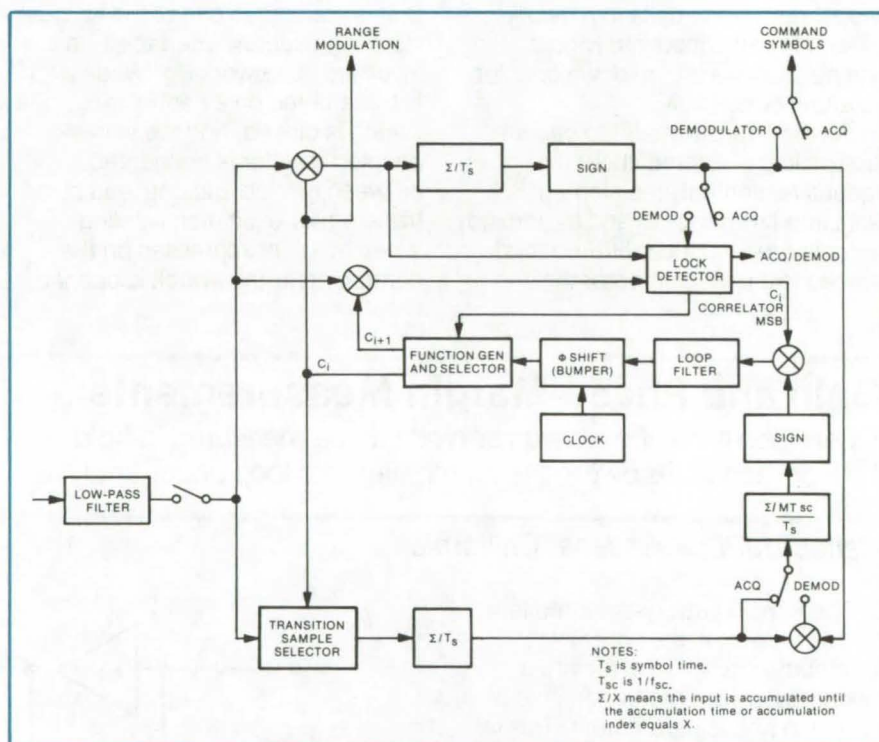 RANGE
MODULATION
COMMAND
SYMBOLS
DEMODULATOR
ACQ
Σ/T's
SIGN
DEMOD
ACQ
LOCK
DETECTOR
ACQ/DEMOD
Ci
CORRELATOR
MSB
Ci+1
Ci
FUNCTION GEN
AND SELECTOR
Φ SHIFT
(BUMPER)
LOOP
FILTER
CLOCK
SIGN
LOW-PASS
FILTER
Σ/MT sc
Ts
ACQ
DEMOD
TRANSITION
SAMPLE
SELECTOR
Σ/Ts
NOTES:
Ts is symbol time.
Tsc is 1/fsc.
Σ/X means the input is accumulated until
the accumulation time or accumulation
index equals X.